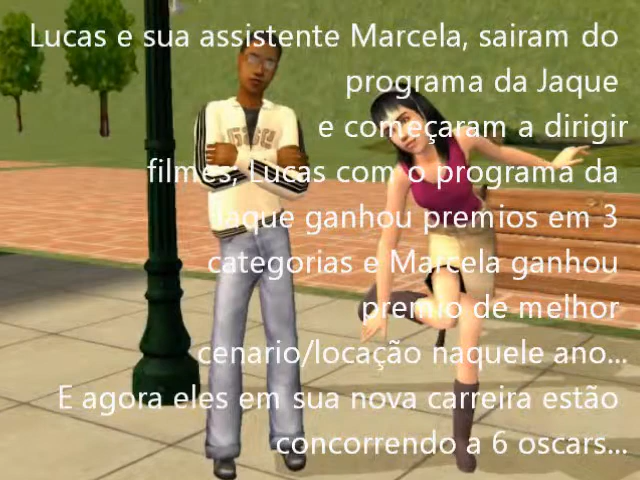 Lucas e sua assistente Marcela, sairam do
programa da Jaque
e começaram a dirigir
filmes, Lucas com o programa da
Jaque ganhou premios em 3
categorias e Marcela ganhou
premio de melhor
cenario/locação naquele ano...
E agora eles em sua nova carreira estão
concorrendo a 6 oscars...